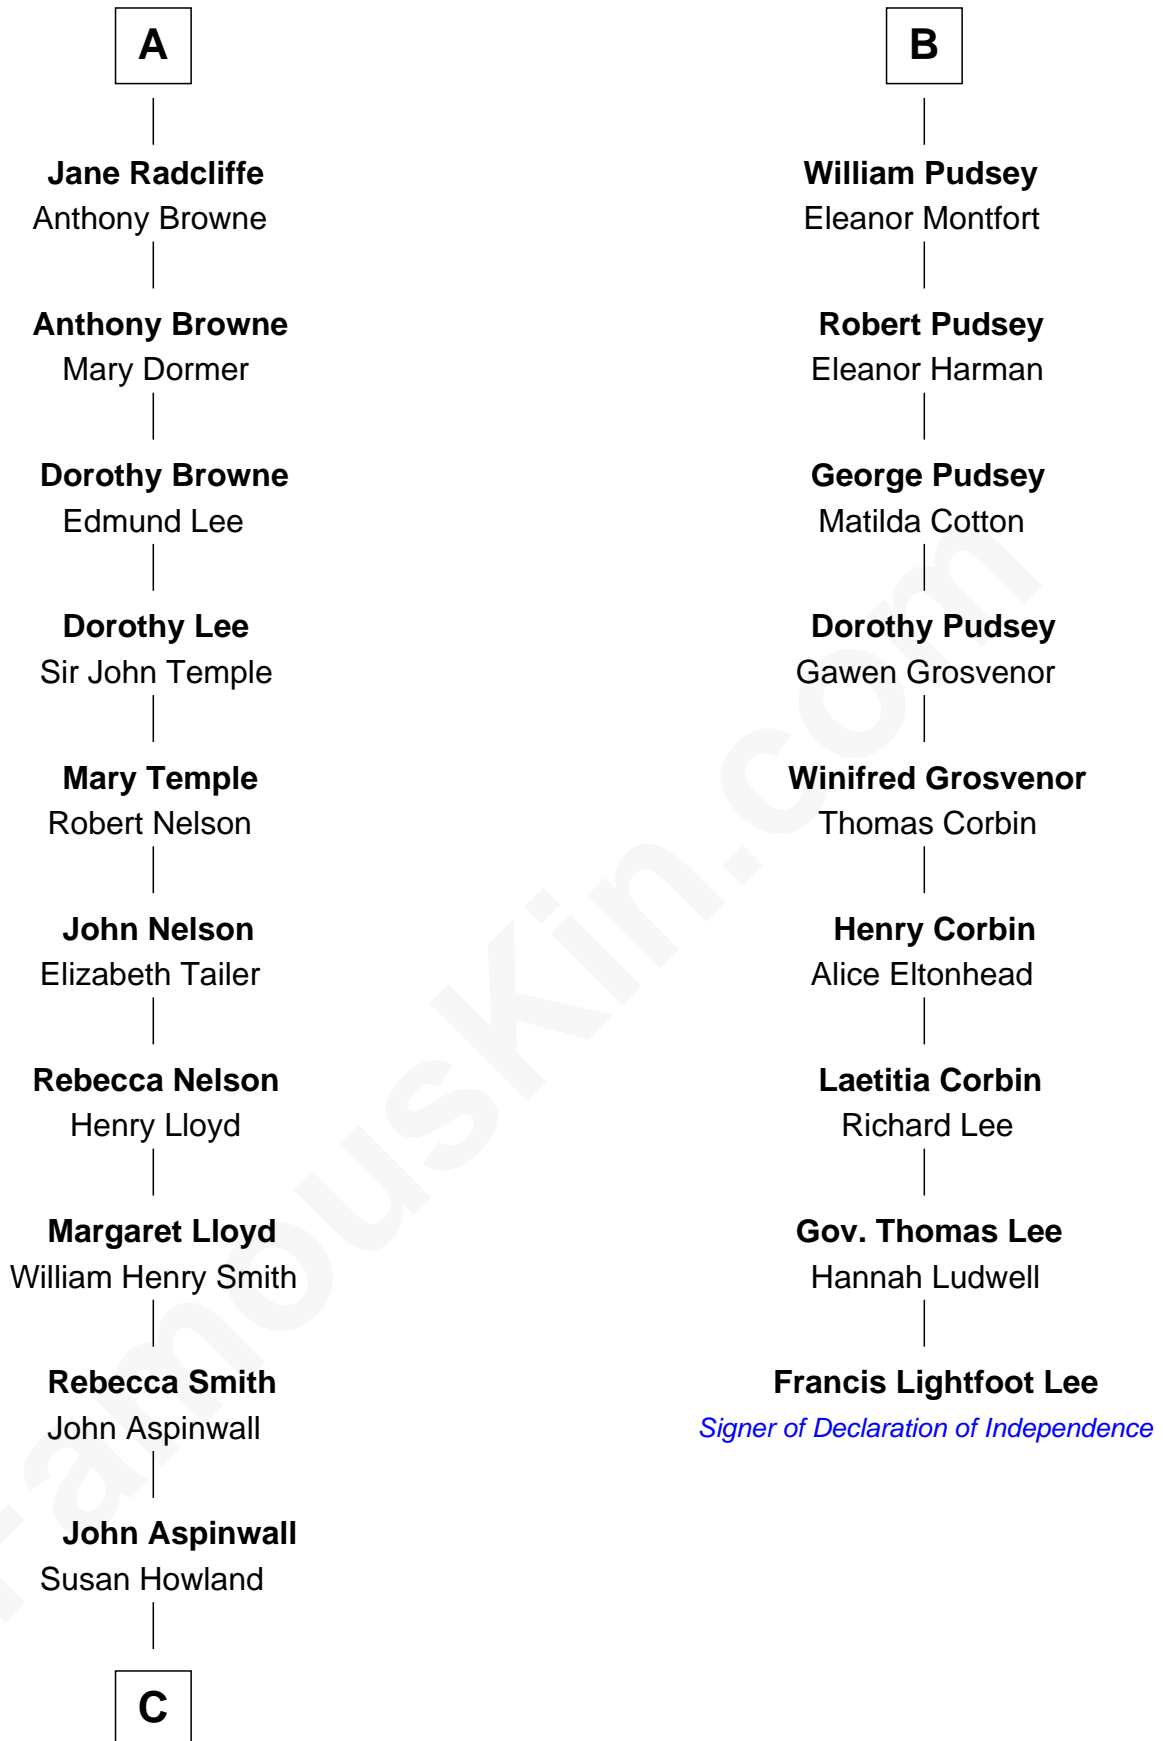 A
Jane Radcliffe
Anthony Browne
Anthony Browne
Mary Dormer
Dorothy Browne
Edmund Lee
Dorothy Lee
Sir John Temple
Mary Temple
Robert Nelson
John Nelson
Elizabeth Tailer
Rebecca Nelson
Henry Lloyd
Margaret Lloyd
William Henry Smith
Rebecca Smith
John Aspinwall
John Aspinwall
Susan Howland
C
B
William Pudsey
Eleanor Montfort
Robert Pudsey
Eleanor Harman
George Pudsey
Matilda Cotton
Dorothy Pudsey
Gawen Grosvenor
Winifred Grosvenor
Thomas Corbin
Henry Corbin
Alice Eltonhead
Laetitia Corbin
Richard Lee
Gov. Thomas Lee
Hannah Ludwell
Francis Lightfoot Lee
Signer of Declaration of Independence
FamousKin.com